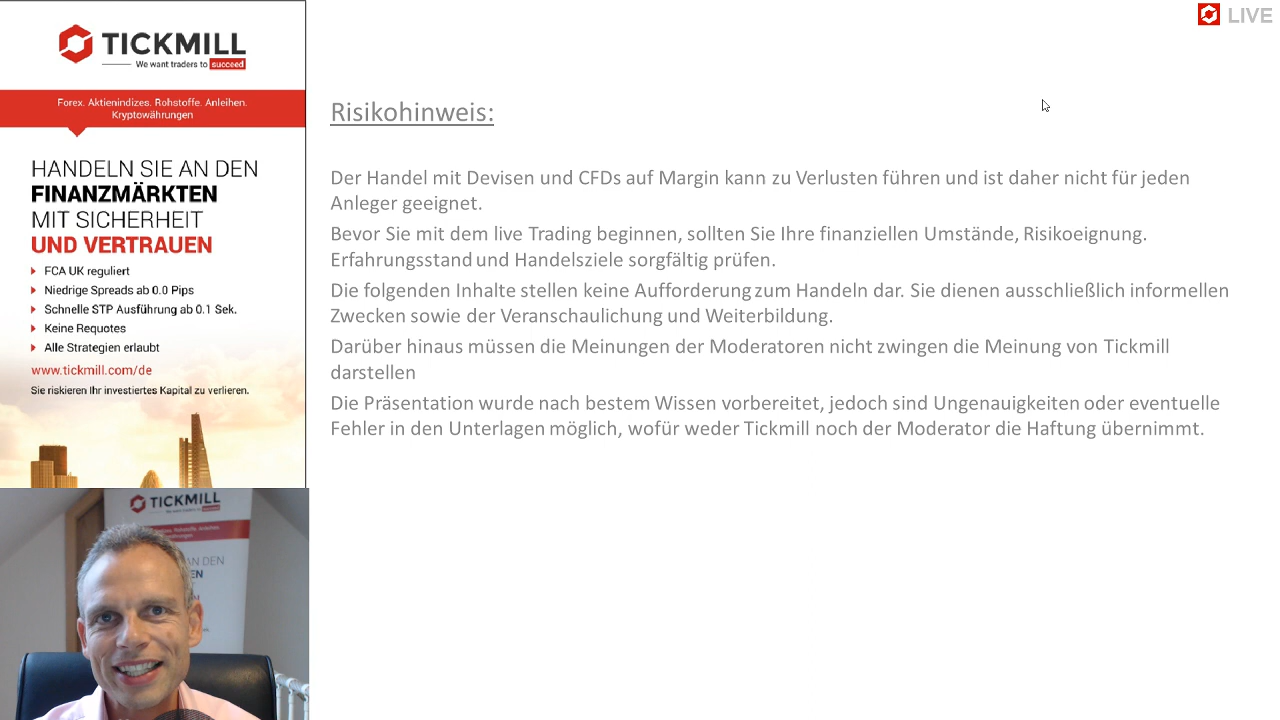 TICKMILL
We want traders to succeed
Forex. Aktienindizes. Rohstoffe. Anleihen.
Kryptowährungen
HANDELN SIE AN DEN
FINANZMÄRKTEN
MIT SICHERHEIT
UND VERTRAUEN
FCA UK reguliert
Niedrige Spreads ab 0.0 Pips
Schnelle STP Ausführung ab 0.1 Sek.
Keine Requotes
Alle Strategien erlaubt
www.tickmill.com/de
Sie riskieren Ihr investiertes Kapital zu verlieren.
LIVE
Risikohinweis:
Der Handel mit Devisen und CFDs auf Margin kann zu Verlusten führen und ist daher nicht für jeden
Anleger geeignet.
Bevor Sie mit dem live Trading beginnen, sollten Sie Ihre finanziellen Umstände, Risikoeignung.
Erfahrungsstand und Handelsziele sorgfältig prüfen.
Die folgenden Inhalte stellen keine Aufforderung zum Handeln dar. Sie dienen ausschließlich informellen
Zwecken sowie der Veranschaulichung und Weiterbildung.
Darüber hinaus müssen die Meinungen der Moderatoren nicht zwingen die Meinung von Tickmill
darstellen
Die Präsentation wurde nach bestem Wissen vorbereitet, jedoch sind Ungenauigkeiten oder eventuelle
Fehler in den Unterlagen möglich, wofür weder Tickmill noch der Moderator die Haftung übernimmt.
TICKMILL
AN DEN